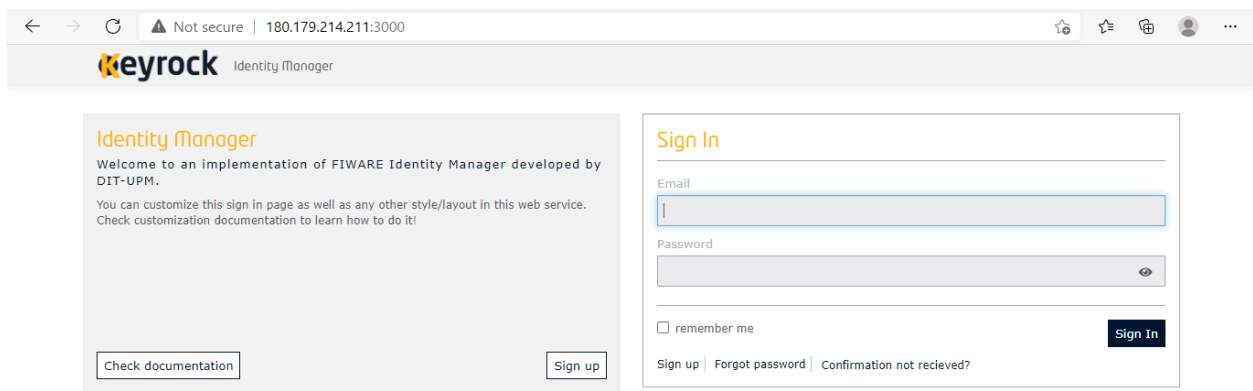 Not secure | 180.179.214.211:3000
Keyrock Identity Manager
Identity Manager
Welcome to an implementation of FIWARE Identity Manager developed by
DIT-UPM.
You can customize this sign in page as well as any other style/layout in this web service.
Check customization documentation to learn how to do it!
Check documentation
Sign up
Sign In
Email
Password
remember me
Sign In
Sign up | Forgot password | Confirmation not recieved?